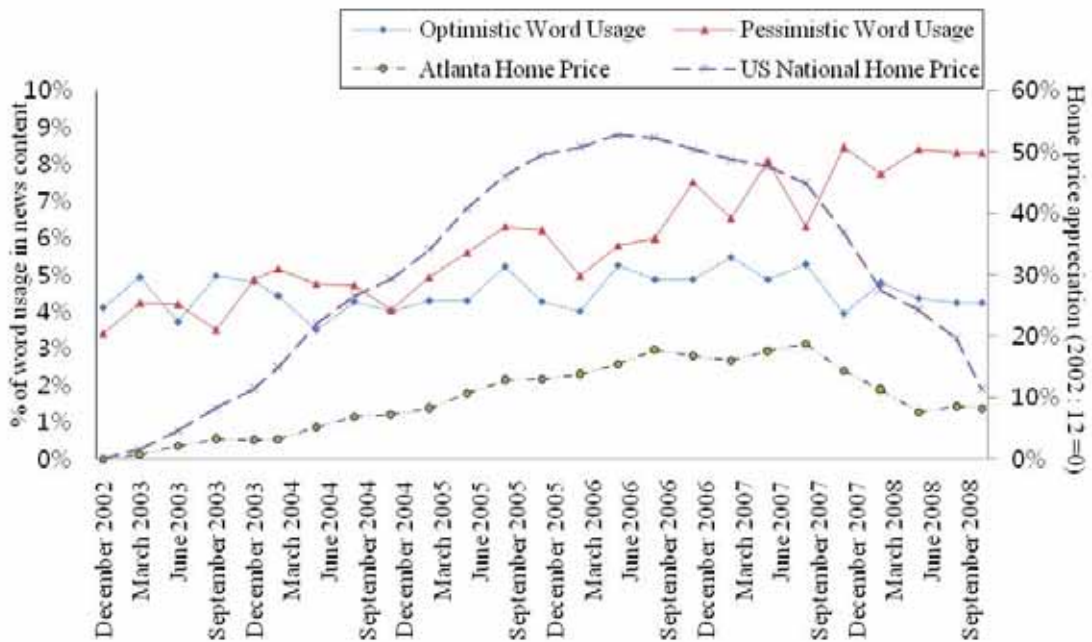 Optimistic Word Usage
Pessimistic Word Usage
Atlanta Home Price
US National Home Price
% of word usage in news content
10%
9%
8%
7%
6%
5%
4%
3%
2%
1%
0%
60%
50%
40%
30%
20%
10%
0%
Home price appreciation (2002 : 12 =0)
December 2002
March 2003
June 2003
September 2003
December 2003
March 2004
June 2004
September 2004
December 2004
March 2005
June 2005
September 2005
December 2005
March 2006
June 2006
September 2006
December 2006
March 2007
June 2007
September 2007
December 2007
March 2008
June 2008
September 2008